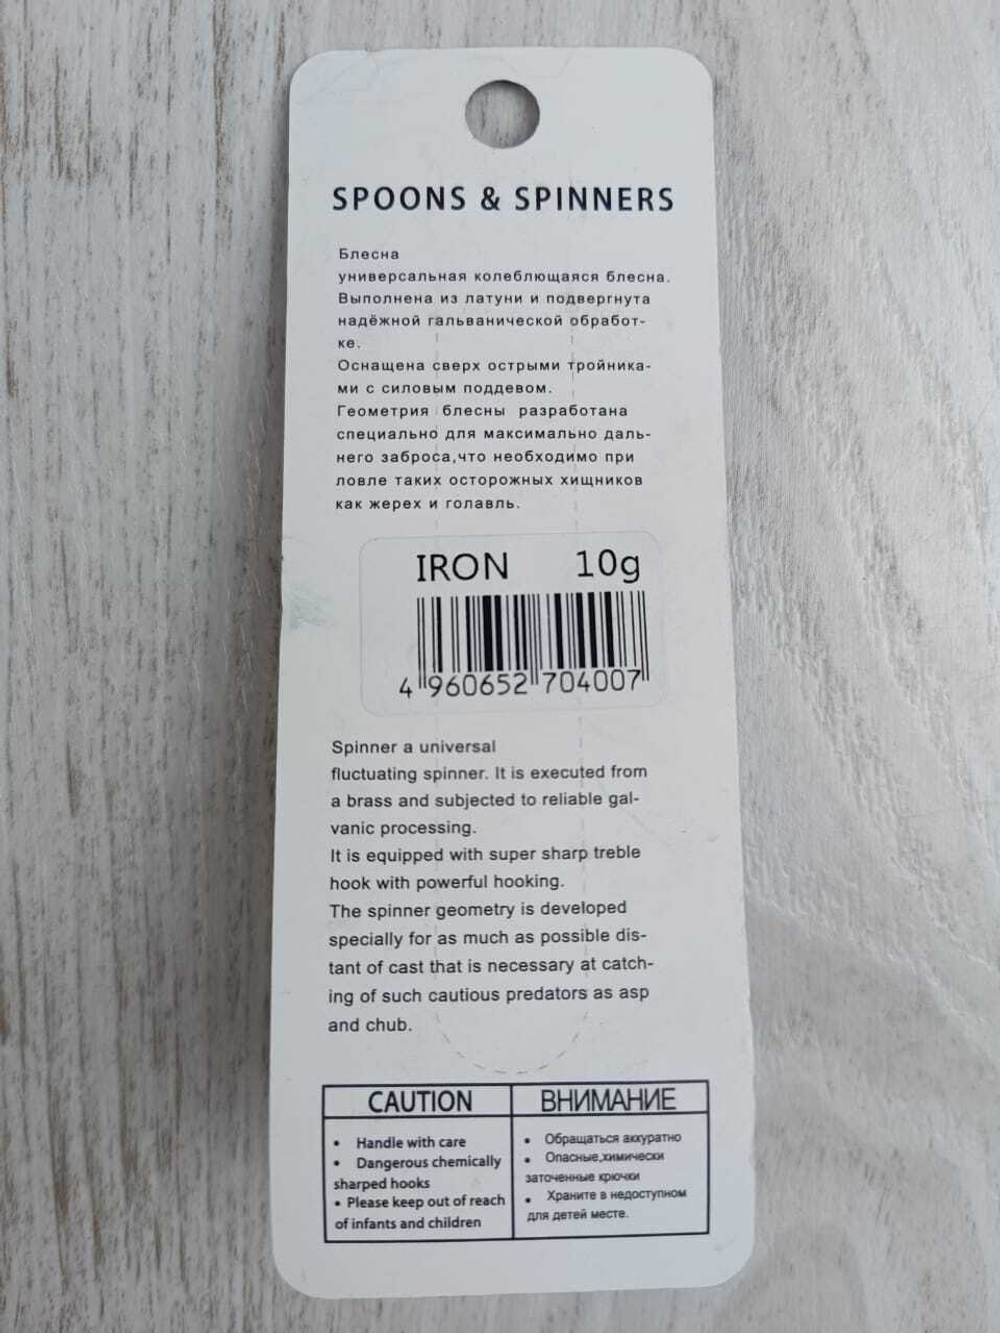 SPOONS & SPINNERS
Блесна
универсальная колеблющаяся блесна.
Выполнена из латуни и подвергнута
надёжной гальванической обработ-
ке.
Оснащена сверх острыми тройника-
ми с силовым поддевом.
Геометрия блесны разработана
специально для максимально даль-
него заброса,что необходимо при
ловле таких осторожных хищников
как жерех и голавль.
IRON 10g
4 960652 704007
Spinner a universal
fluctuating spinner. It is executed from
a brass and subjected to reliable gal-
vanic processing.
It is equipped with super sharp treble
hook with powerful hooking.
The spinner geometry is developed
specially for as much as possible dis-
tant of cast that is necessary at catch-
ing of such cautious predators as asp
and chub.
CAUTION
• Handle with care
• Dangerous chemically
sharped hooks
• Please keep out of reach
of infants and children
ВНИМАНИЕ
• Обращаться аккуратно
• Опасные,химически
заточенные крючки
• Храните в недоступном
для детей месте.